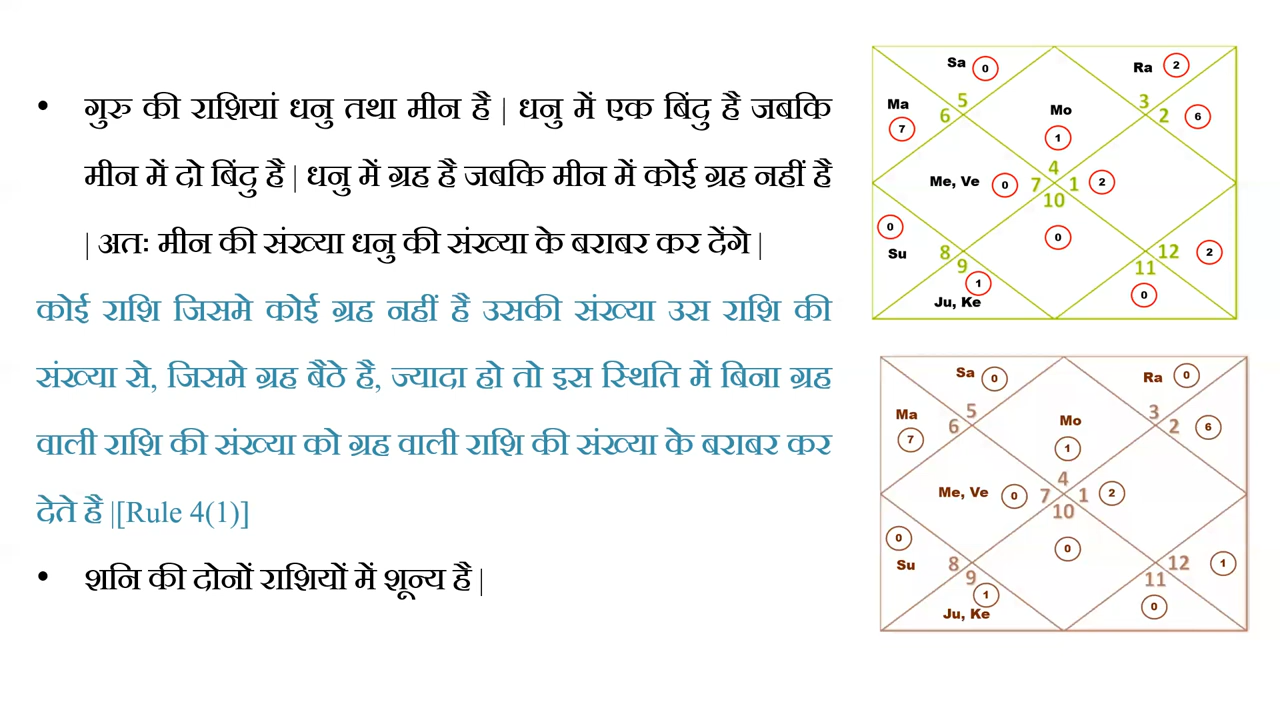 • गुरु की राशियां धनु तथा मीन है | धनु में एक बिंदु है जबकि
मीन में दो बिंदु है | धनु में ग्रह है जबकि मीन में कोई ग्रह नहीं है
| अतः मीन की संख्या धनु की संख्या के बराबर कर देंगे |
कोई राशि जिसमे कोई ग्रह नहीं है उसकी संख्या उस राशि की
संख्या से, जिसमे ग्रह बैठे है, ज्यादा हो तो इस स्थिति में बिना ग्रह
वाली राशि की संख्या को ग्रह वाली राशि की संख्या के बराबर कर
देते है |[Rule 4(1)]
• शनि की दोनों राशियों में शून्य है |
Sa 0 Ra 2
5 3
Ma Mo
7 6 1 2 6
4
Me, Ve 0 7 1 2
10
0 0
Su 8 12 2
9 11
1 0
Ju, Ke
Sa 0 Ra 0
5 3
Ma Mo
7 6 1 2 6
4
Me, Ve 0 7 1 2
10
0 0
Su 8 12 1
9 11
1 0
Ju, Ke